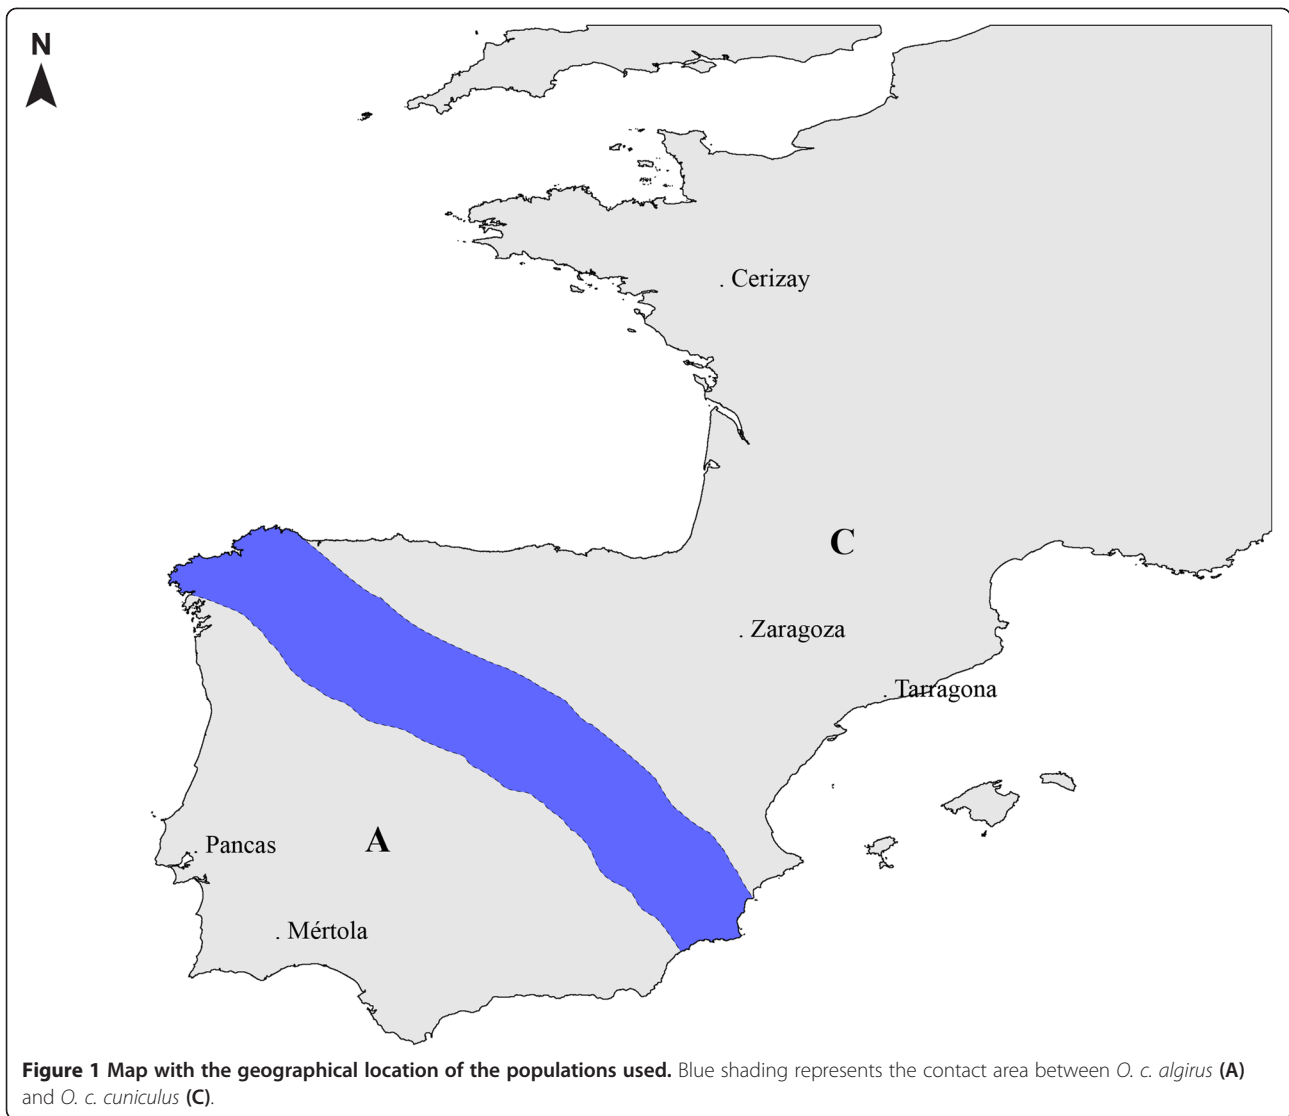 N
. Cerizay
C
. Zaragoza
. Tarragona
. Pancas
A
. Mértola
Figure 1 Map with the geographical location of the populations used. Blue shading represents the contact area between O. c. algirus (A)
and O. c. cuniculus (C).